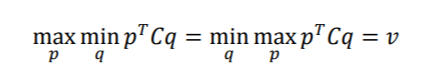 max min pᵀCq = min max pᵀCq = v
p q q p